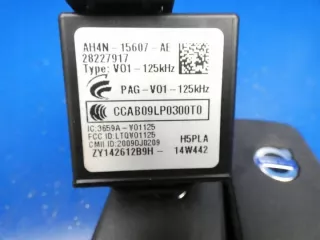 AH4N - 15607 - AE
28227917
Type: V01 - 125kHz
PAG - V01 - 125kHz
CCAB09LP0300T0
IC:3659A - V01125
FCC ID:LTQV01125
CMII ID:2009DJ0209
H5PLA
ZY142612B9H - 14W442